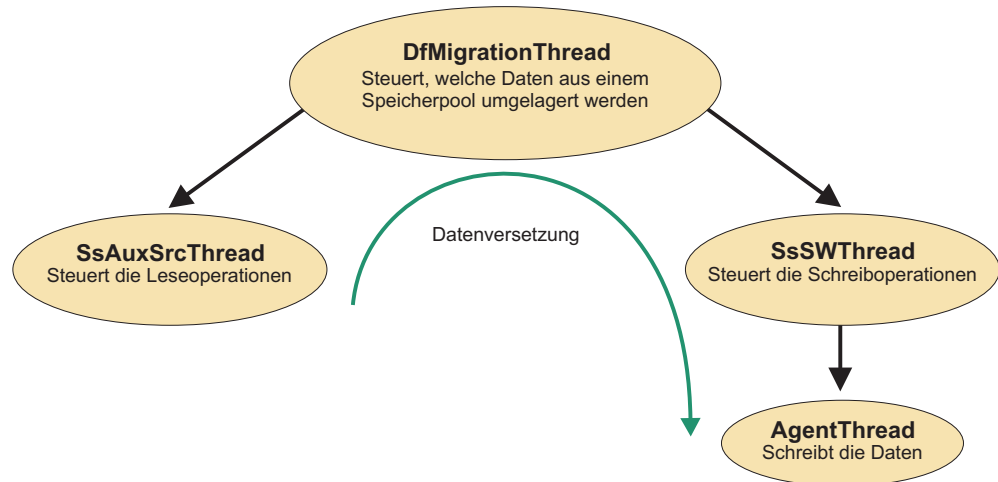 DfMigrationThread
Steuert, welche Daten aus einem
Speicherpool umgelagert werden
Datenversetzung
SsAuxSrcThread
Steuert die Leseoperationen
SsSWThread
Steuert die Schreiboperationen
AgentThread
Schreibt die Daten